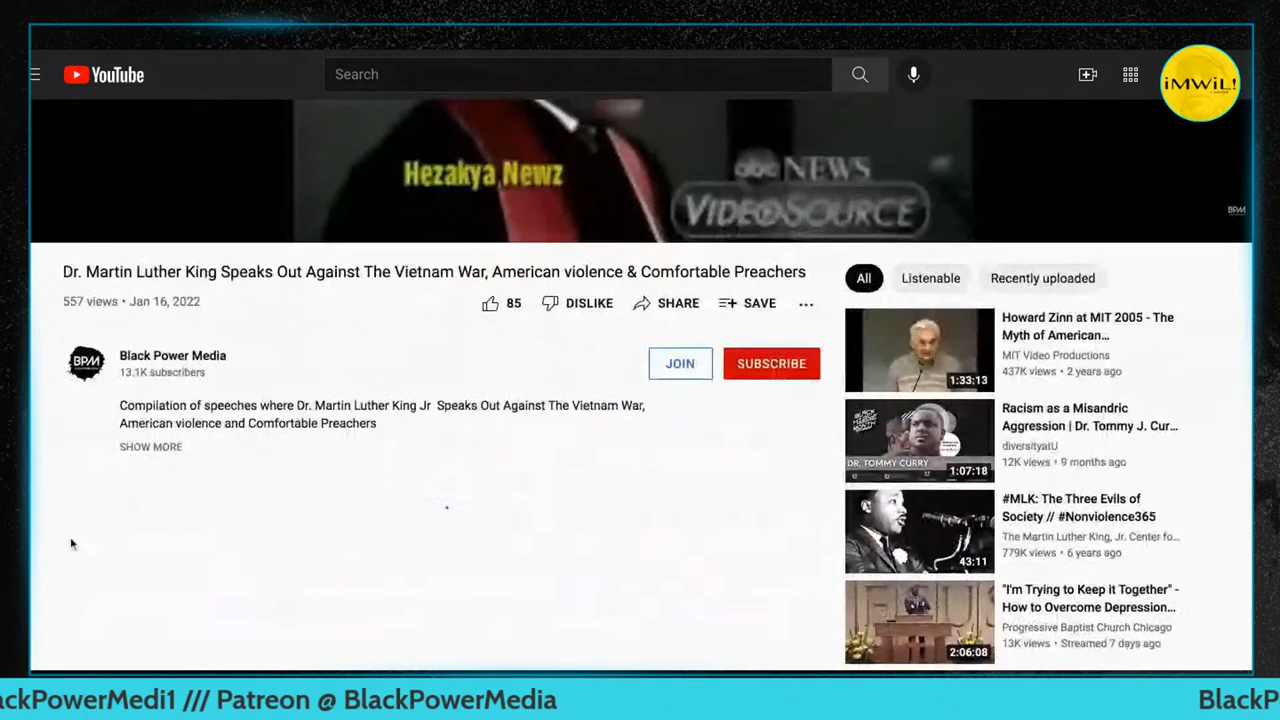 YouTube
Search
iMWiL!
Hezakya Newz
abc NEWS
VIDEOSOURCE
BPM
Dr. Martin Luther King Speaks Out Against The Vietnam War, American violence & Comfortable Preachers
557 views • Jan 16, 2022
85
DISLIKE
SHARE
SAVE
BPM
Black Power Media
13.1K subscribers
JOIN
SUBSCRIBE
Compilation of speeches where Dr. Martin Luther King Jr Speaks Out Against The Vietnam War,
American violence and Comfortable Preachers
SHOW MORE
All
Listenable
Recently uploaded
1:33:13
Howard Zinn at MIT 2005 - The
Myth of American...
MIT Video Productions
437K views • 2 years ago
DR. TOMMY CURRY
1:07:18
Racism as a Misandric
Aggression | Dr. Tommy J. Cur...
diversityatU
12K views • 9 months ago
43:11
#MLK: The Three Evils of
Society // #Nonviolence365
The Martin Luther King, Jr. Center fo...
779K views • 6 years ago
2:06:08
"I'm Trying to Keep it Together" -
How to Overcome Depression...
Progressive Baptist Church Chicago
13K views • Streamed 7 days ago
ackPowerMedi1 /// Patreon @ BlackPowerMedia
BlackP